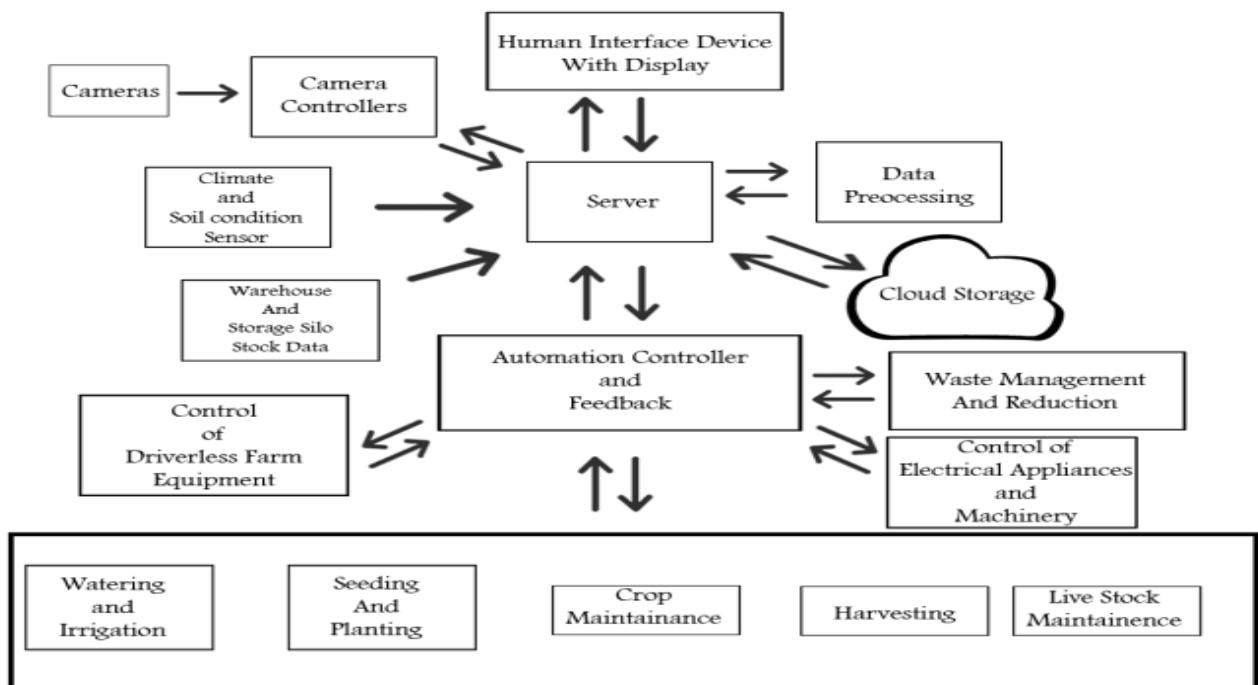 Human Interface Device
With Display
Cameras
Camera
Controllers
Climate
and
Soil condition
Sensor
Server
Data
Preocessing
Warehouse
And
Storage Silo
Stock Data
Cloud Storage
Automation Controller
and
Feedback
Waste Management
And Reduction
Control
of
Driverless Farm
Equipment
Control of
Electrical Appliances
and
Machinery
Watering
and
Irrigation
Seeding
And
Planting
Crop
Maintainance
Harvesting
Live Stock
Maintainence